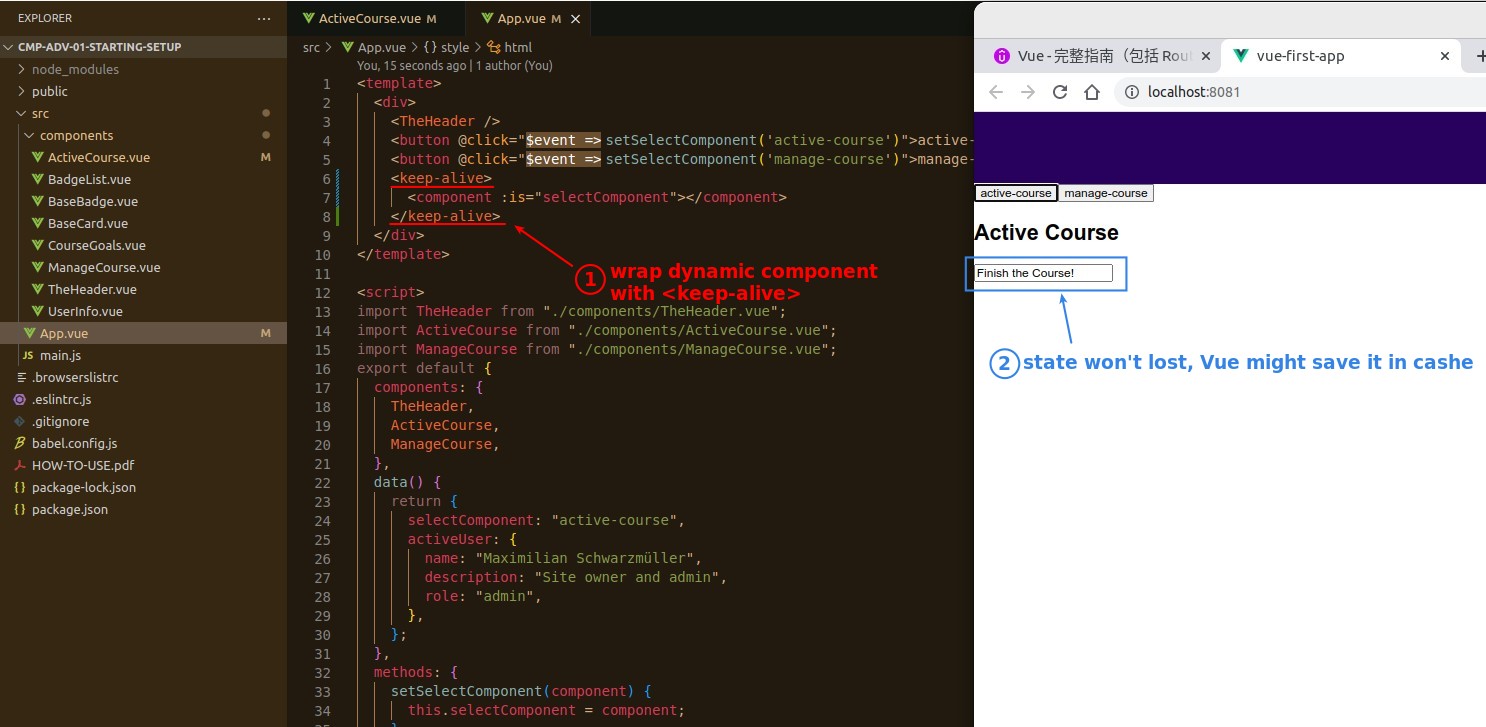 EXPLORER
CMP-ADV-01-STARTING-SETUP
node_modules
public
src
components
ActiveCourse.vue M
BadgeList.vue
BaseBadge.vue
BaseCard.vue
CourseGoals.vue
ManageCourse.vue
TheHeader.vue
UserInfo.vue
App.vue M
main.js
.browserslistrc
.eslintrc.js
.gitignore
babel.config.js
HOW-TO-USE.pdf
package-lock.json
package.json
ActiveCourse.vue M
App.vue M
src > App.vue > {} style > html
You, 15 seconds ago | 1 author (You)
1 <template>
2 <div>
3 <TheHeader />
4 <button @click="$event => setSelectComponent('active-course')">active-
5 <button @click="$event => setSelectComponent('manage-course')">manage-
6 <keep-alive>
7 <component :is="selectComponent"></component>
8 </keep-alive>
9 </div>
10 </template>
11
12 <script>
13 import TheHeader from "./components/TheHeader.vue";
14 import ActiveCourse from "./components/ActiveCourse.vue";
15 import ManageCourse from "./components/ManageCourse.vue";
16 export default {
17 components: {
18 TheHeader,
19 ActiveCourse,
20 ManageCourse,
21 },
22 data() {
23 return {
24 selectComponent: "active-course",
25 activeUser: {
26 name: "Maximilian Schwarzmüller",
27 description: "Site owner and admin",
28 role: "admin",
29 },
30 };
31 },
32 methods: {
33 setSelectComponent(component) {
34 this.selectComponent = component;
1 wrap dynamic component
with <keep-alive>
Vue - 完整指南（包括 Rou
vue-first-app
localhost:8081
active-course
manage-course
Active Course
Finish the Course!
2 state won't lost, Vue might save it in cashe